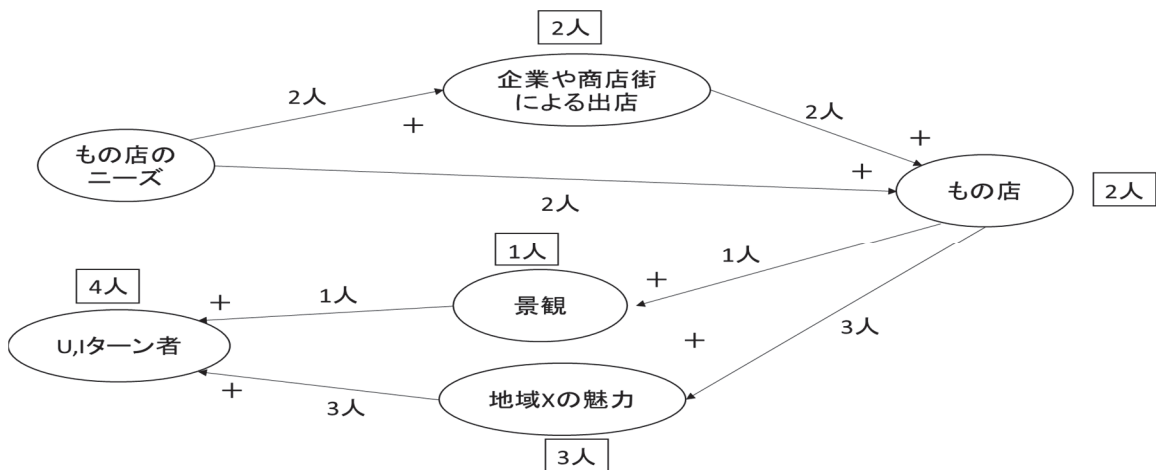 2人
企業や商店街
による出店
2人
+
2人
+
もの店の
ニーズ
+
2人
もの店
2人
1人
1人
+
4人
+
1人
景観
3人
+
U,Iターン者
+
3人
地域Xの魅力
3人